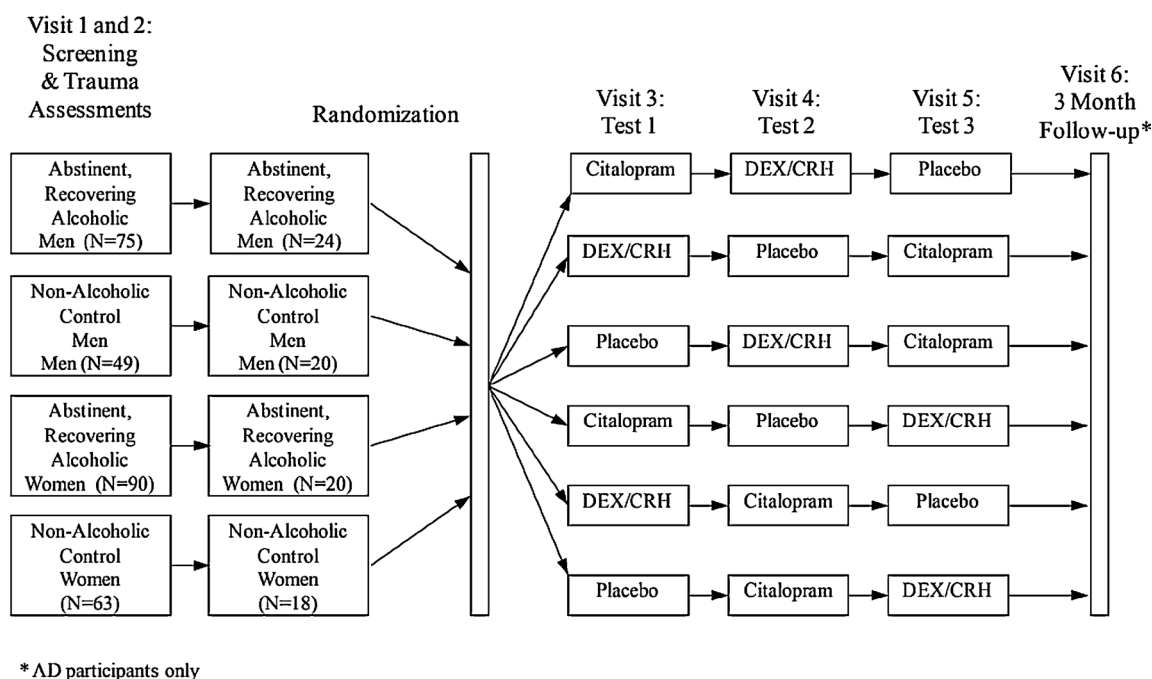 Visit 1 and 2:
Screening
& Trauma
Assessments
Randomization
Visit 3:
Test 1
Visit 4:
Test 2
Visit 5:
Test 3
Visit 6:
3 Month
Follow-up*
Abstinent,
Recovering
Alcoholic
Men (N=75)
Abstinent,
Recovering
Alcoholic
Men (N=24)
Non-Alcoholic
Control
Men
Men (N=49)
Non-Alcoholic
Control
Men
Men (N=20)
Abstinent,
Recovering
Alcoholic
Women (N=90)
Abstinent,
Recovering
Alcoholic
Women (N=20)
Non-Alcoholic
Control
Women
(N=63)
Non-Alcoholic
Control
Women
(N=18)
Citalopram
DEX/CRH
Placebo
DEX/CRH
Placebo
Citalopram
Placebo
DEX/CRH
Citalopram
Citalopram
Placebo
DEX/CRH
DEX/CRH
Citalopram
Placebo
Placebo
Citalopram
DEX/CRH
* AD participants only